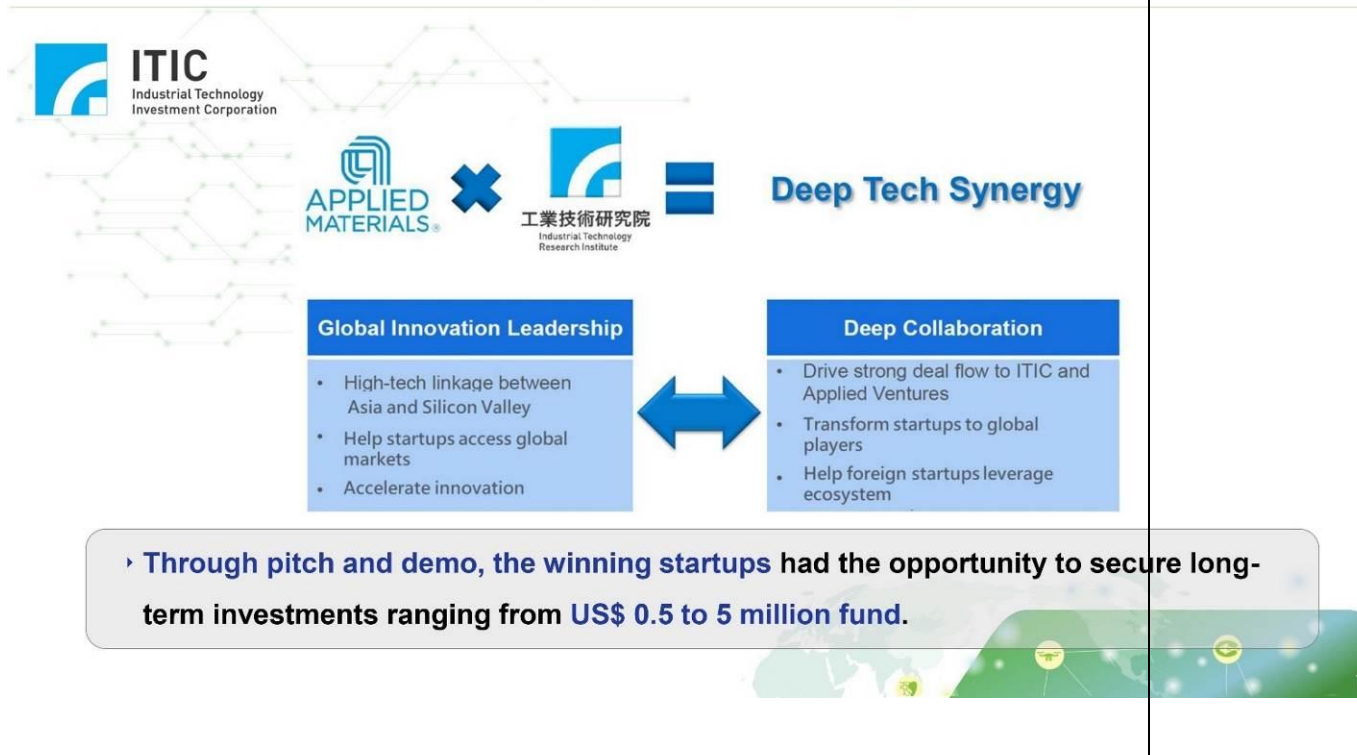 ITIC
Industrial Technology
Investment Corporation
APPLIED
MATERIALS®
工業技術研究院
Industrial Technology
Research Institute
Deep Tech Synergy
Global Innovation Leadership
• High-tech linkage between
Asia and Silicon Valley
• Help startups access global
markets
• Accelerate innovation
Deep Collaboration
• Drive strong deal flow to ITIC and
Applied Ventures
• Transform startups to global
players
• Help foreign startups leverage
ecosystem
‣ Through pitch and demo, the winning startups had the opportunity to secure long-
term investments ranging from US$ 0.5 to 5 million fund.